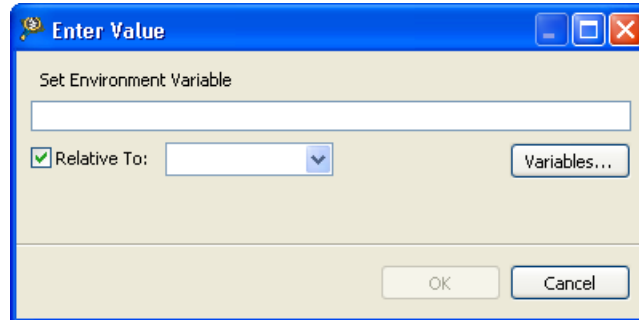 Enter Value
Set Environment Variable
Relative To:
Variables...
OK
Cancel